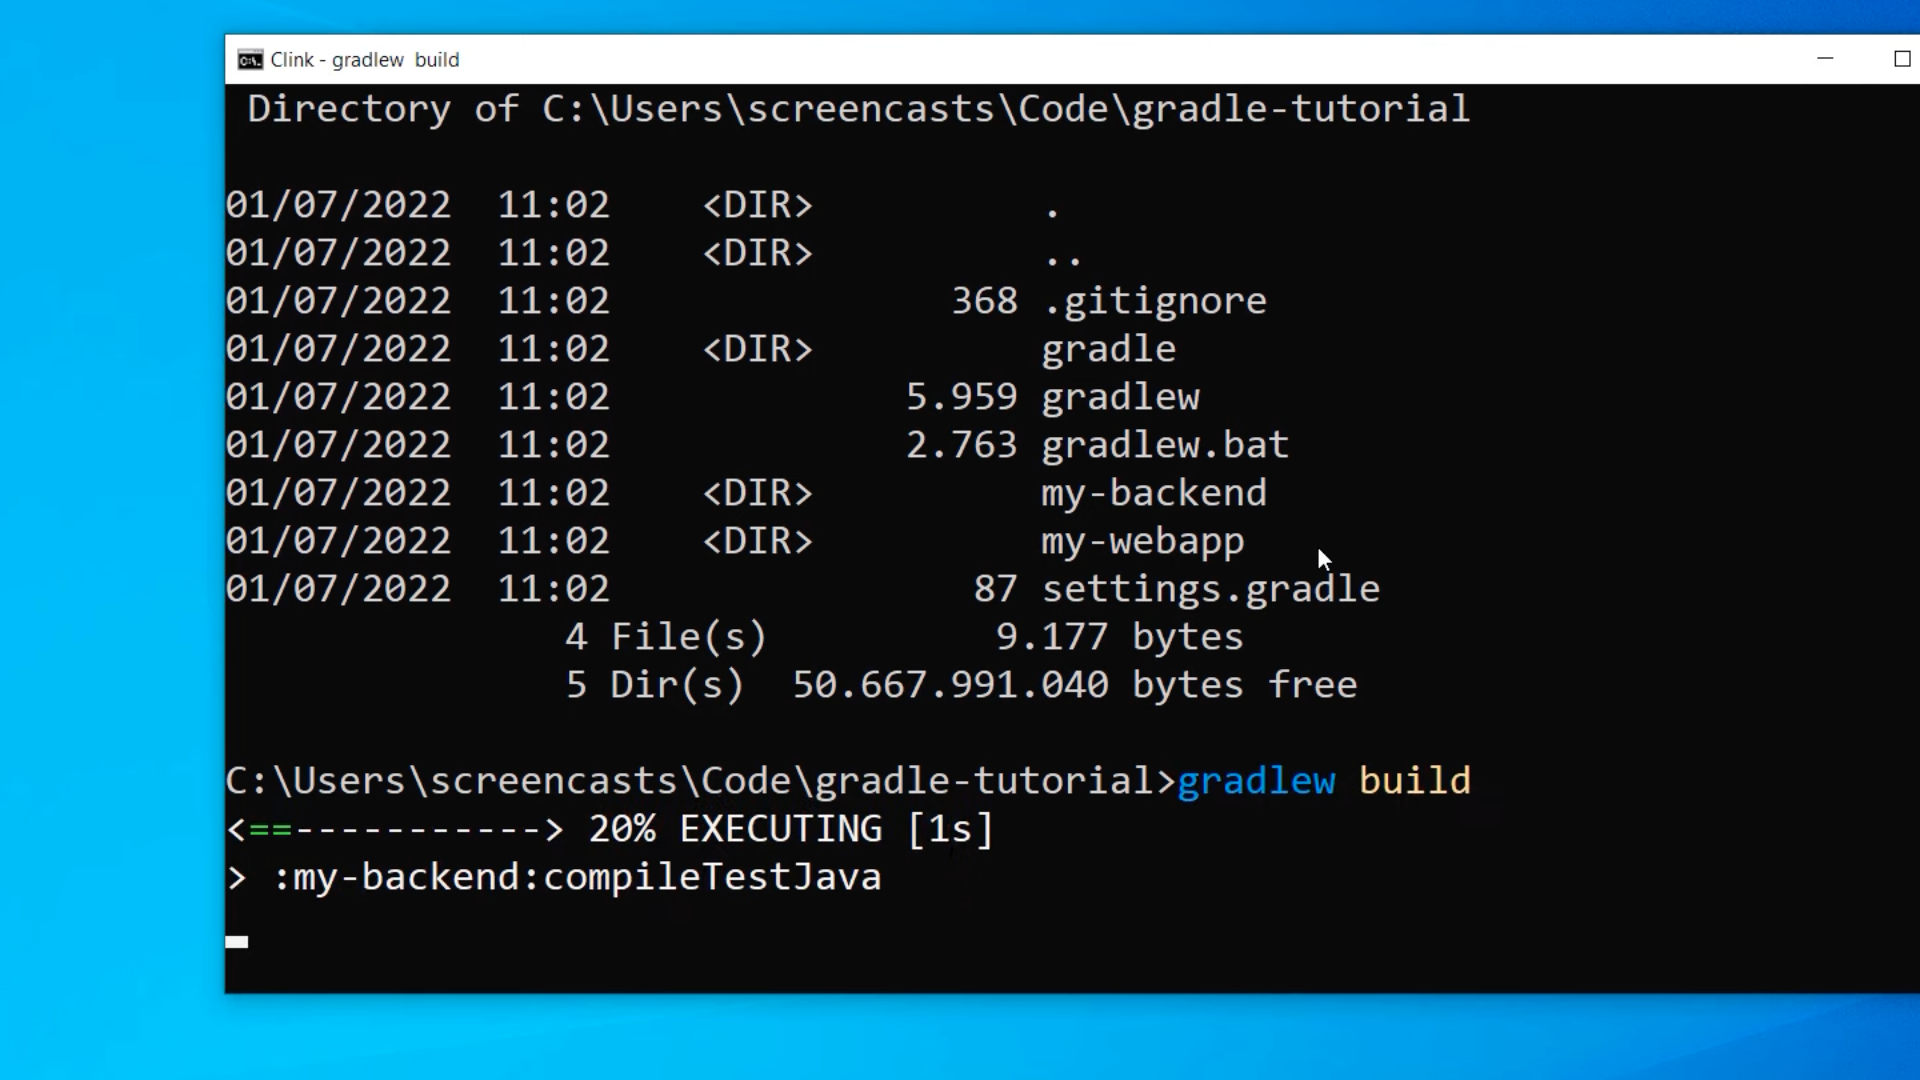 Clink - gradlew  build
Directory of C:\Users\screencasts\Code\gradle-tutorial
01/07/2022  11:02    <DIR>          .
01/07/2022  11:02    <DIR>          ..
01/07/2022  11:02               368 .gitignore
01/07/2022  11:02    <DIR>          gradle
01/07/2022  11:02             5.959 gradlew
01/07/2022  11:02             2.763 gradlew.bat
01/07/2022  11:02    <DIR>          my-backend
01/07/2022  11:02    <DIR>          my-webapp
01/07/2022  11:02                87 settings.gradle
4 File(s)          9.177 bytes
5 Dir(s)  50.667.991.040 bytes free
C:\Users\screencasts\Code\gradle-tutorial>gradlew build
<==-----------> 20% EXECUTING [1s]
> :my-backend:compileTestJava